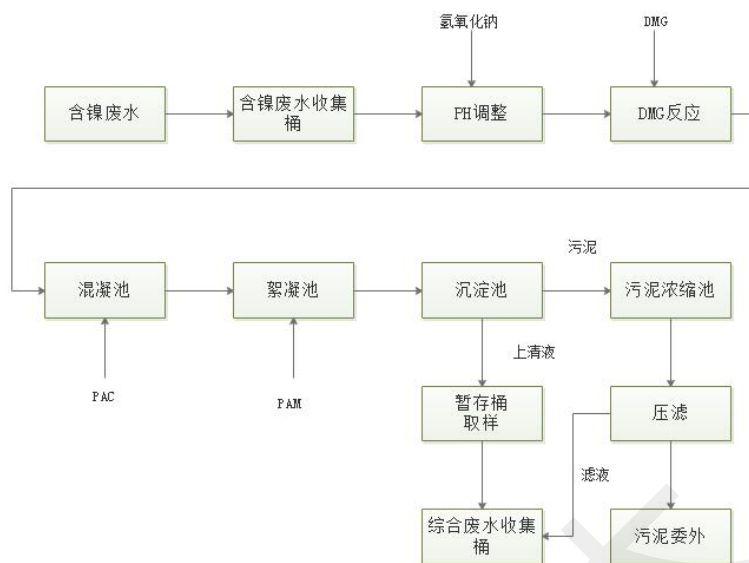 氢氧化钠
DMG
含镍废水
含镍废水收集
桶
PH调整
DMG反应
污泥
混凝池
絮凝池
沉淀池
污泥浓缩池
上清液
PAC
PAM
暂存桶
取样
压滤
滤液
综合废水收集
桶
污泥委外